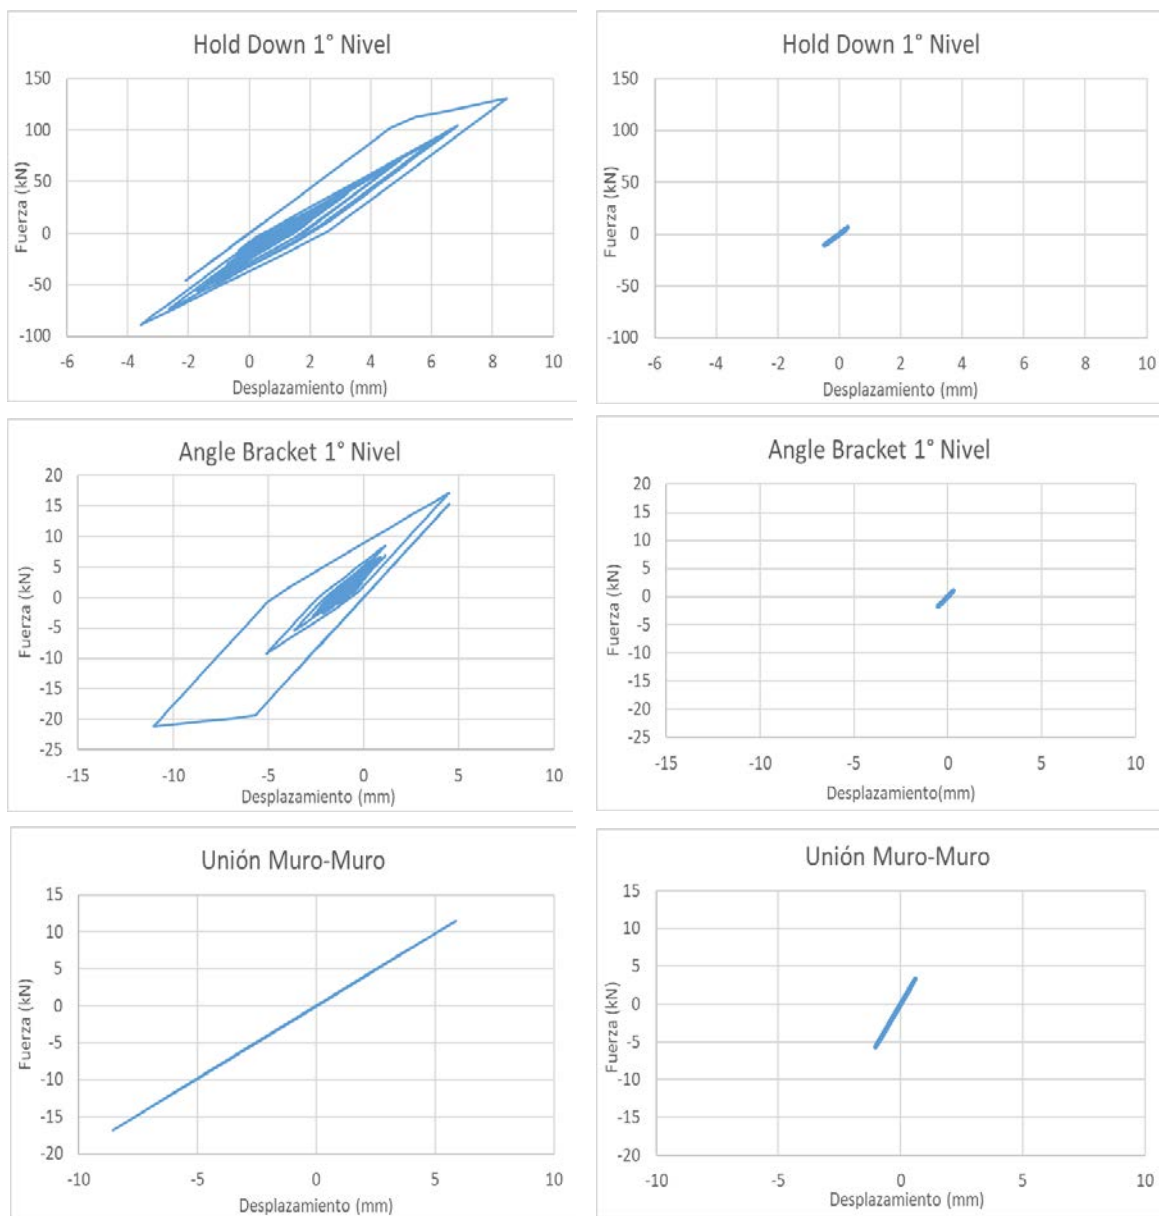 Hold Down 1° Nivel
150
100
50
0
-50
-100
Fuerza (kN)
-6 -4 -2 0 2 4 6 8 10
Desplazamiento (mm)
Hold Down 1° Nivel
150
100
50
0
-50
-100
Fuerza (kN)
-6 -4 -2 0 2 4 6 8 10
Desplazamiento (mm)
Angle Bracket 1° Nivel
20
15
10
5
0
-5
-10
-15
-20
-25
Fuerza (kN)
-15 -10 -5 0 5 10
Desplazamiento (mm)
Angle Bracket 1° Nivel
20
15
10
5
0
-5
-10
-15
-20
-25
Fuerza (kN)
-15 -10 -5 0 5 10
Desplazamiento(mm)
Unión Muro-Muro
15
10
5
0
-5
-10
-15
-20
Fuerza (kN)
-10 -5 0 5 10
Desplazamiento (mm)
Unión Muro-Muro
15
10
5
0
-5
-10
-15
-20
Fuerza (kN)
-10 -5 0 5 10
Desplazamiento (mm)